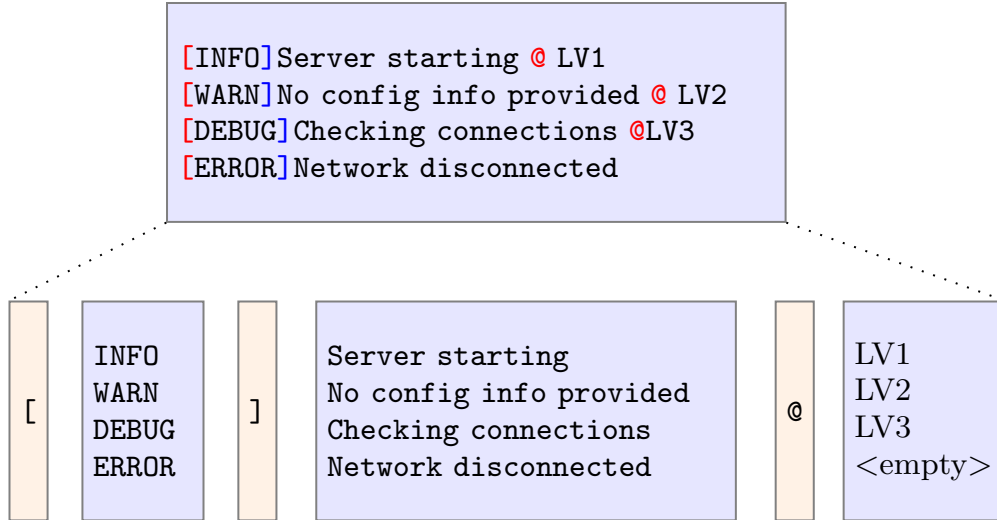 [INFO]Server starting @ LV1
[WARN]No config info provided @ LV2
[DEBUG]Checking connections @LV3
[ERROR]Network disconnected
[
INFO
WARN
DEBUG
ERROR
]
Server starting
No config info provided
Checking connections
Network disconnected
@
LV1
LV2
LV3
<empty>